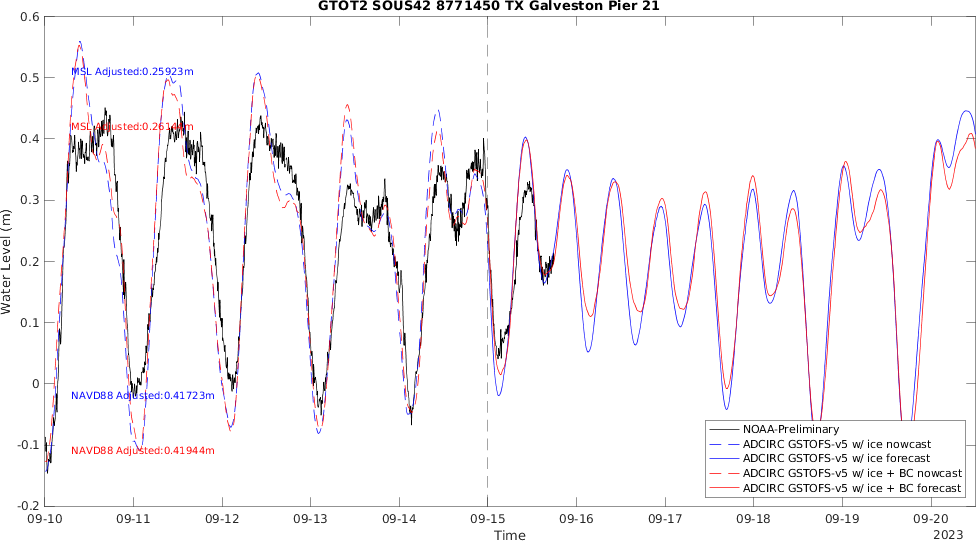 GTOT2 SOUS42 8771450 TX Galveston Pier 21
0.6
0.5
0.4
0.3
0.2
0.1
0
-0.1
-0.2
Water Level (m)
MSL Adjusted:0.25923m
NAVD88 Adjusted:0.41723m
NAVD88 Adjusted:0.41944m
NOAA-Preliminary
ADCIRC GSTOFS-v5 w/ ice nowcast
ADCIRC GSTOFS-v5 w/ ice forecast
ADCIRC GSTOFS-v5 w/ ice + BC nowcast
ADCIRC GSTOFS-v5 w/ ice + BC forecast
09-10 09-11 09-12 09-13 09-14 09-15 09-16 09-17 09-18 09-19 09-20
Time
2023